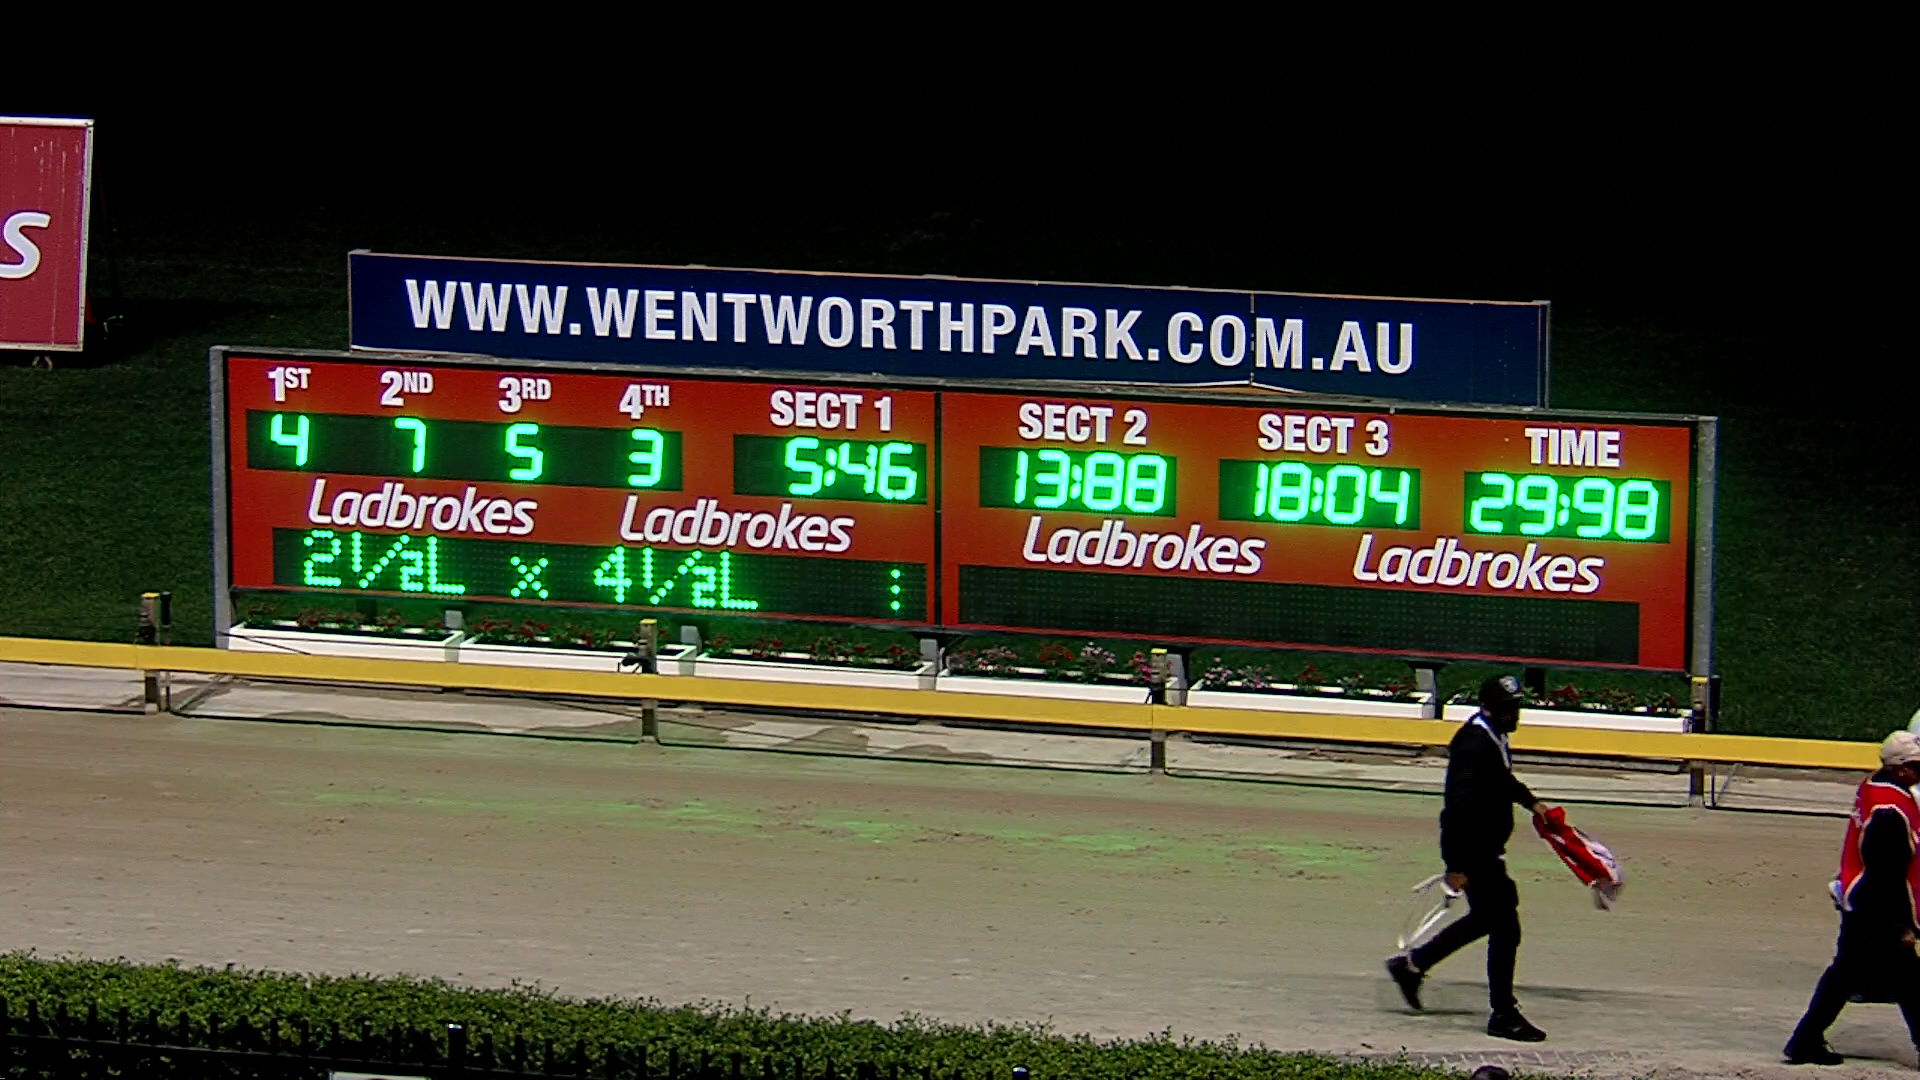 S
WWW.WENTWORTHPARK.COM.AU
1ST 2ND 3RD 4TH SECT 1 SECT 2 SECT 3 TIME
4 7 5 3 5:46 13:88 18:04 29:98
Ladbrokes Ladbrokes Ladbrokes Ladbrokes
2½L x 4½L :